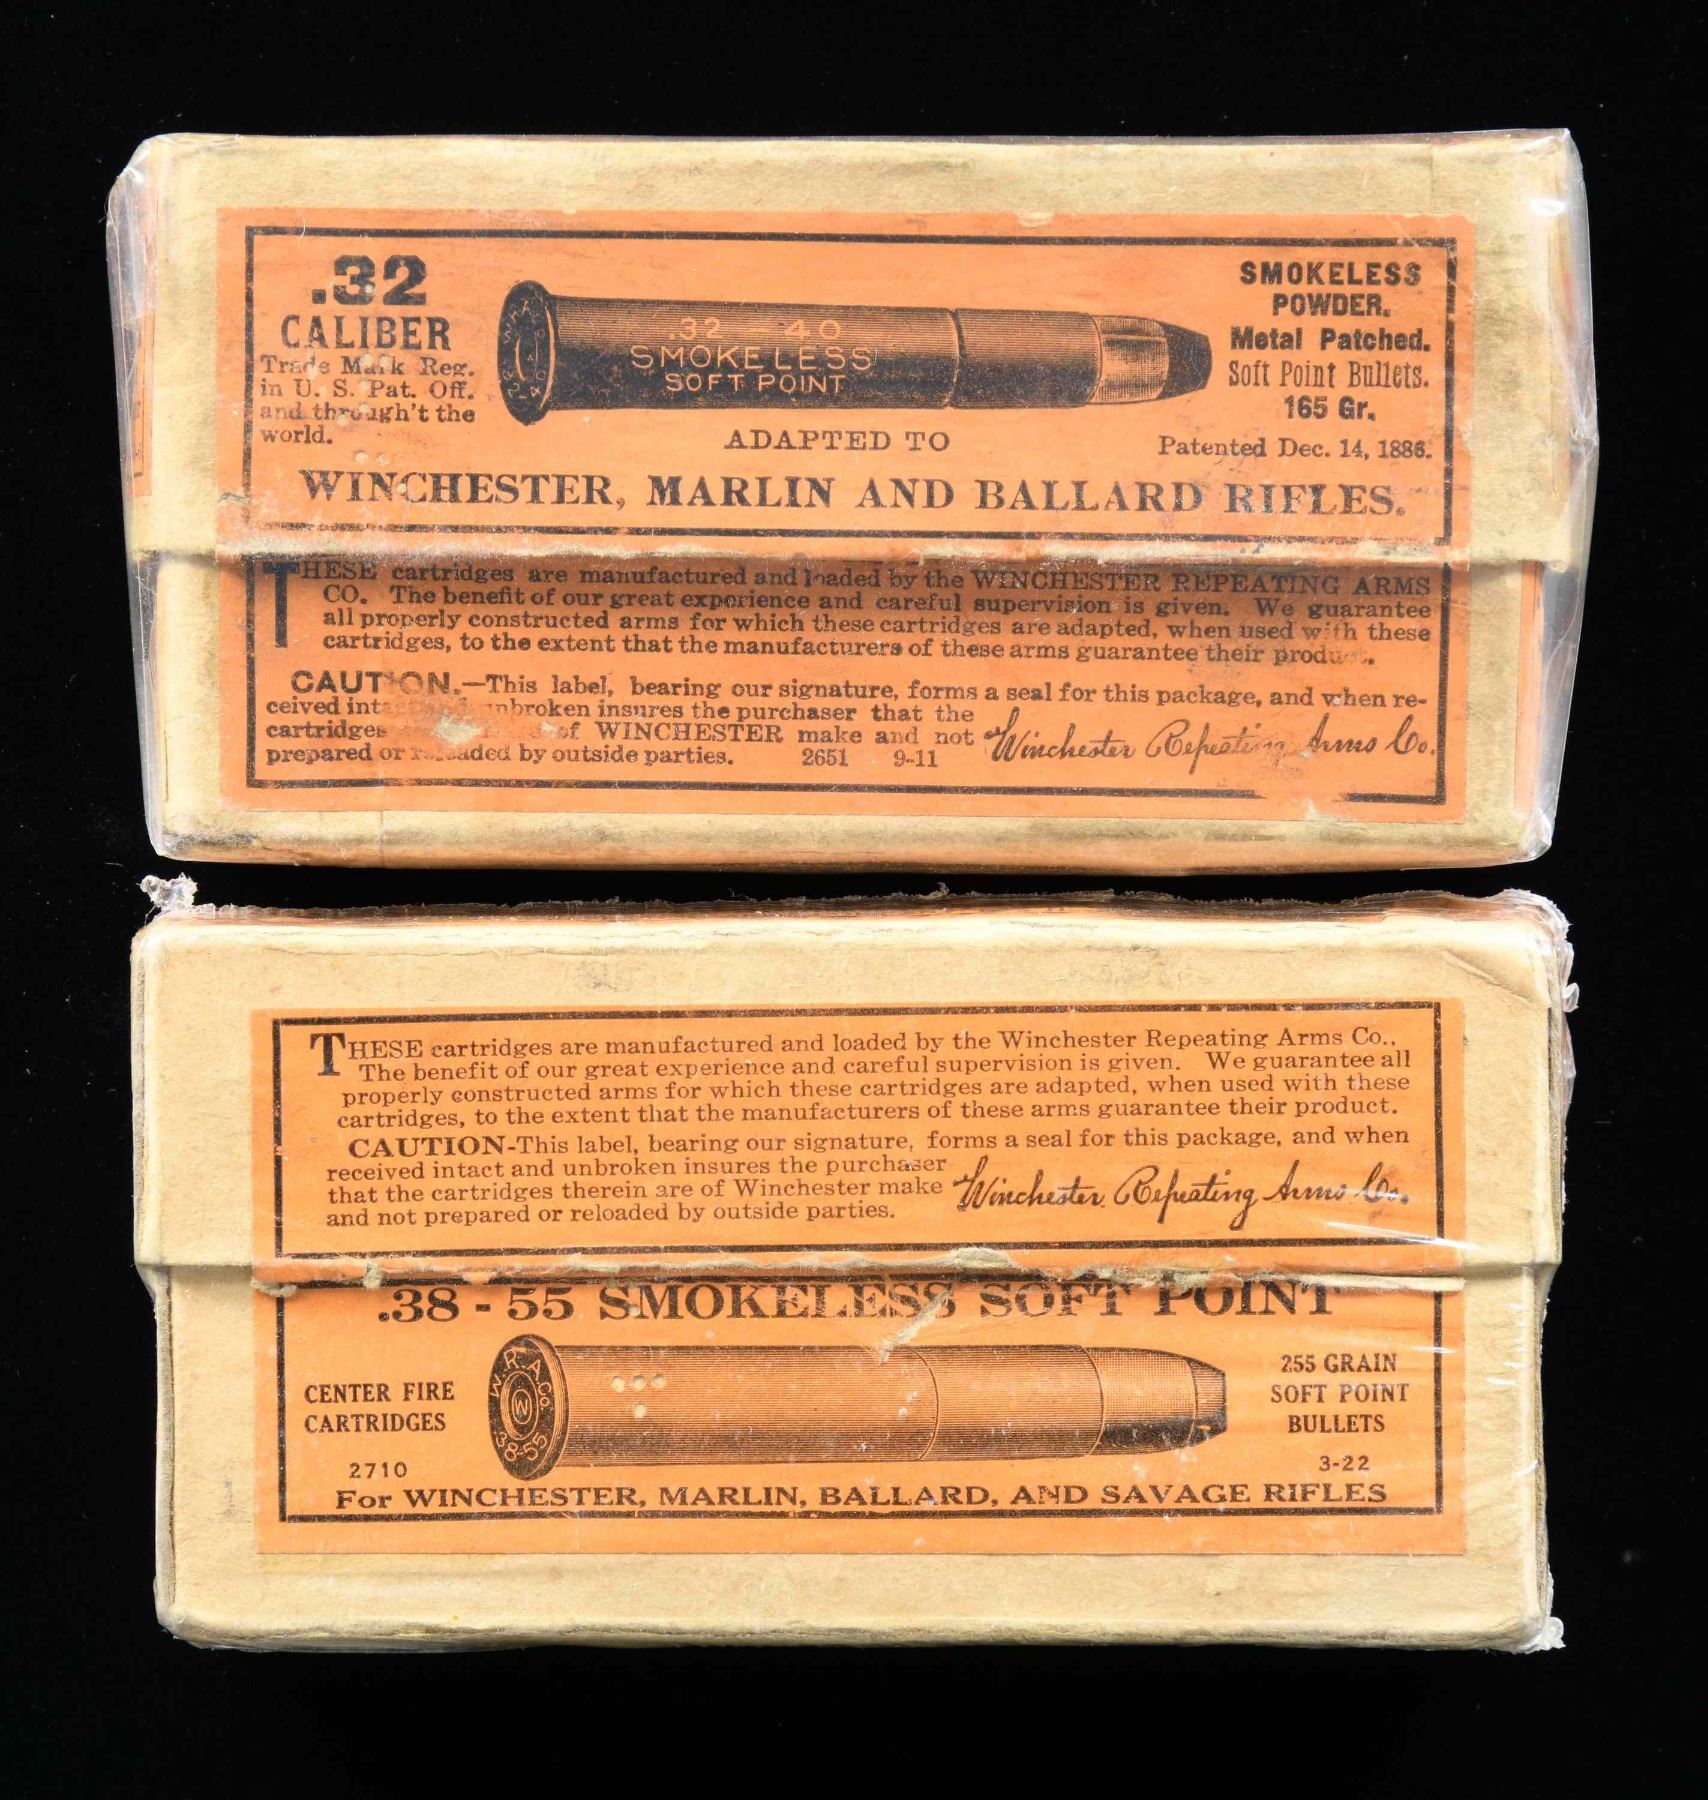 .32
CALIBER
Trade Mark Reg.
in U. S. Pat. Off.
and through't the
world.
.32 - 40
SMOKELESS
SOFT POINT
SMOKELESS
POWDER.
Metal Patched.
Soft Point Bullets.
165 Gr.
ADAPTED TO
Patented Dec. 14, 1886.
WINCHESTER, MARLIN AND BALLARD RIFLES.
THESE cartridges are manufactured and loaded by the WINCHESTER REPEATING ARMS
CO. The benefit of our great experience and careful supervision is given. We guarantee
all properly constructed arms for which these cartridges are adapted, when used with these
cartridges, to the extent that the manufacturers of these arms guarantee their
CAUTION.—This label, bearing our signature, forms a seal for this package, and when re-
ceived unbroken insures the purchaser that the
cartridges of WINCHESTER make and not
prepared or by outside parties. 2651 9-11
Winchester Repeating Arms Co.
THESE cartridges are manufactured and loaded by the Winchester Repeating Arms Co.,
The benefit of our great experience and careful supervision is given. We guarantee all
properly constructed arms for which these cartridges are adapted, when used with these
cartridges, to the extent that the manufacturers of these arms guarantee their product.
CAUTION-This label, bearing our signature, forms a seal for this package, and when
received intact and unbroken insures the purchaser
that the cartridges therein are of Winchester make
and not prepared or reloaded by outside parties.
Winchester Repeating Arms Co.
.38 - 55 SMOKELESS SOFT POINT
CENTER FIRE
CARTRIDGES
2710
W.R.A.Co.
W
.38-55
255 GRAIN
SOFT POINT
BULLETS
3-22
For WINCHESTER, MARLIN, BALLARD, AND SAVAGE RIFLES